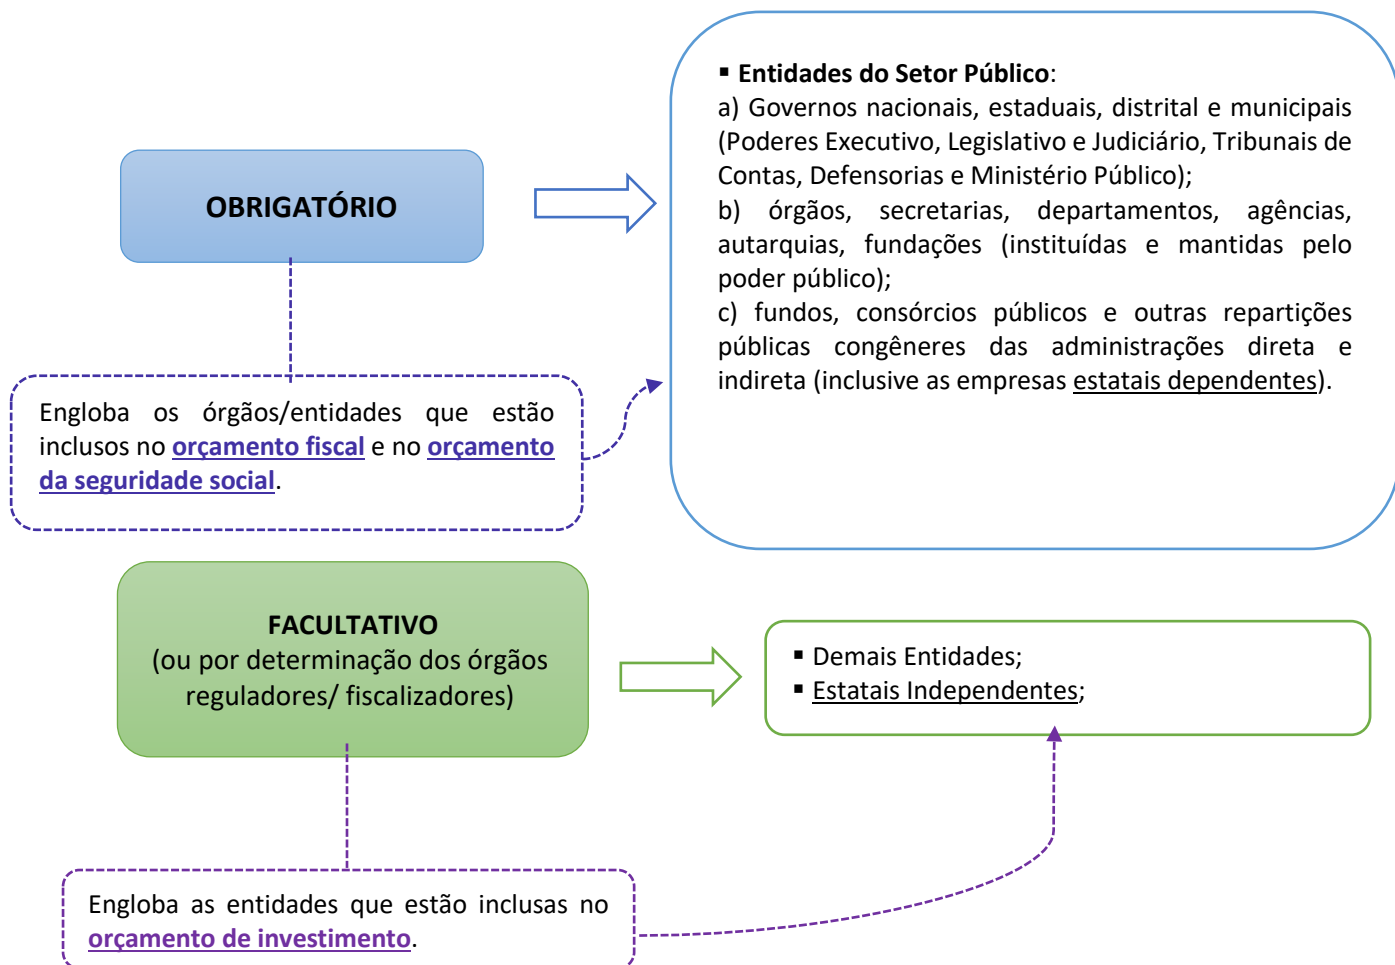 ▪ Entidades do Setor Público:
a) Governos nacionais, estaduais, distrital e municipais
(Poderes Executivo, Legislativo e Judiciário, Tribunais de
Contas, Defensorias e Ministério Público);
b) órgãos, secretarias, departamentos, agências,
autarquias, fundações (instituídas e mantidas pelo
poder público);
c) fundos, consórcios públicos e outras repartições
públicas congêneres das administrações direta e
indireta (inclusive as empresas estatais dependentes).
OBRIGATÓRIO
Engloba os órgãos/entidades que estão
inclusos no orçamento fiscal e no orçamento
da seguridade social.
FACULTATIVO
(ou por determinação dos órgãos
reguladores/ fiscalizadores)
▪ Demais Entidades;
▪ Estatais Independentes;
Engloba as entidades que estão inclusas no
orçamento de investimento.